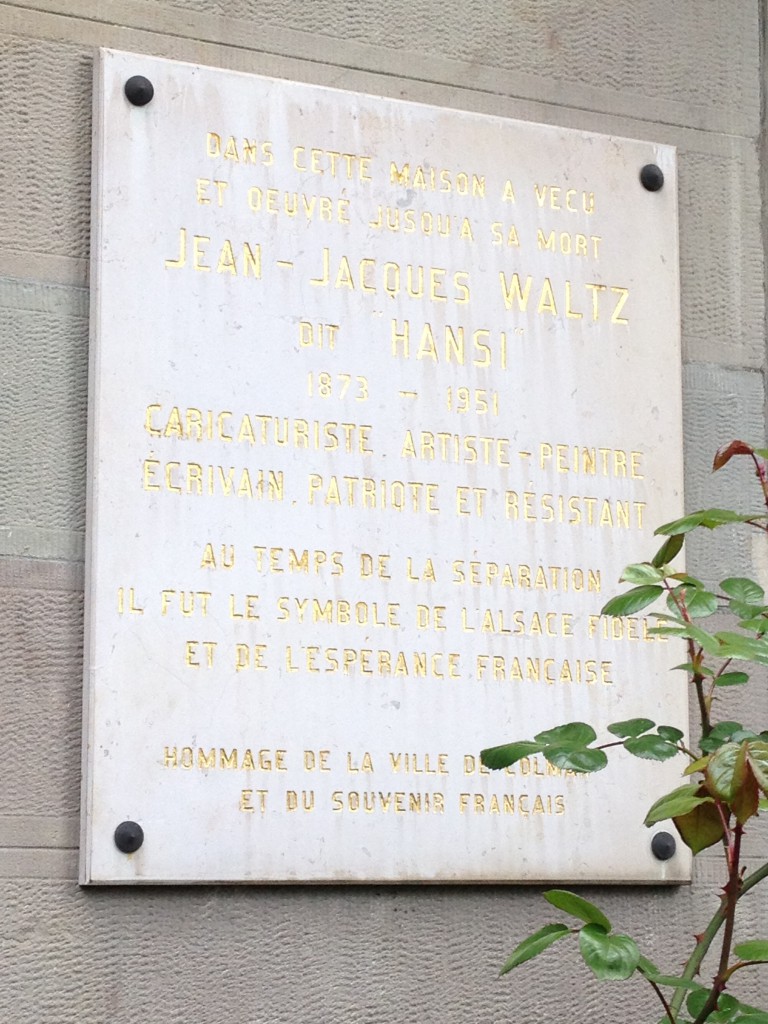 DANS CETTE MAISON A VECU
ET OEUVRÉ JUSQU'A SA MORT
JEAN-JACQUES WALTZ
DIT "HANSI"
1873 - 1951
CARICATURISTE. ARTISTE-PEINTRE
ÉCRIVAIN. PATRIOTE ET RÉSISTANT
AU TEMPS DE LA SÉPARATION
IL FUT LE SYMBOLE DE L'ALSACE FIDELE
ET DE L'ESPÉRANCE FRANÇAISE
HOMMAGE DE LA VILLE DE COLMAR
ET DU SOUVENIR FRANÇAIS